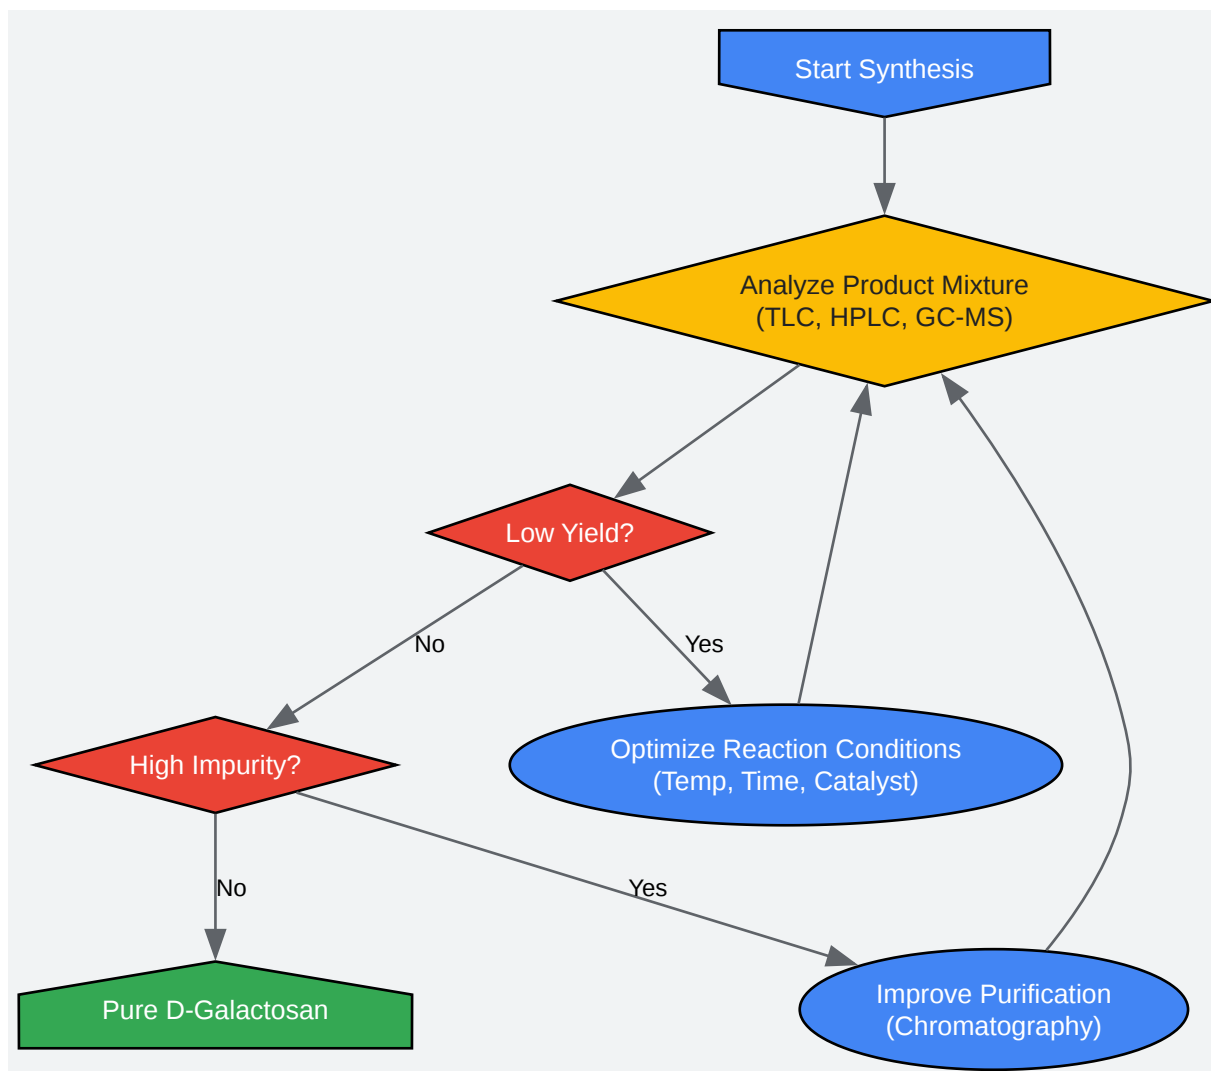 Start Synthesis
Analyze Product Mixture
(TLC, HPLC, GC-MS)
Low Yield?
No
Yes
High Impurity?
Optimize Reaction Conditions
(Temp, Time, Catalyst)
No
Yes
Pure D-Galactosan
Improve Purification
(Chromatography)